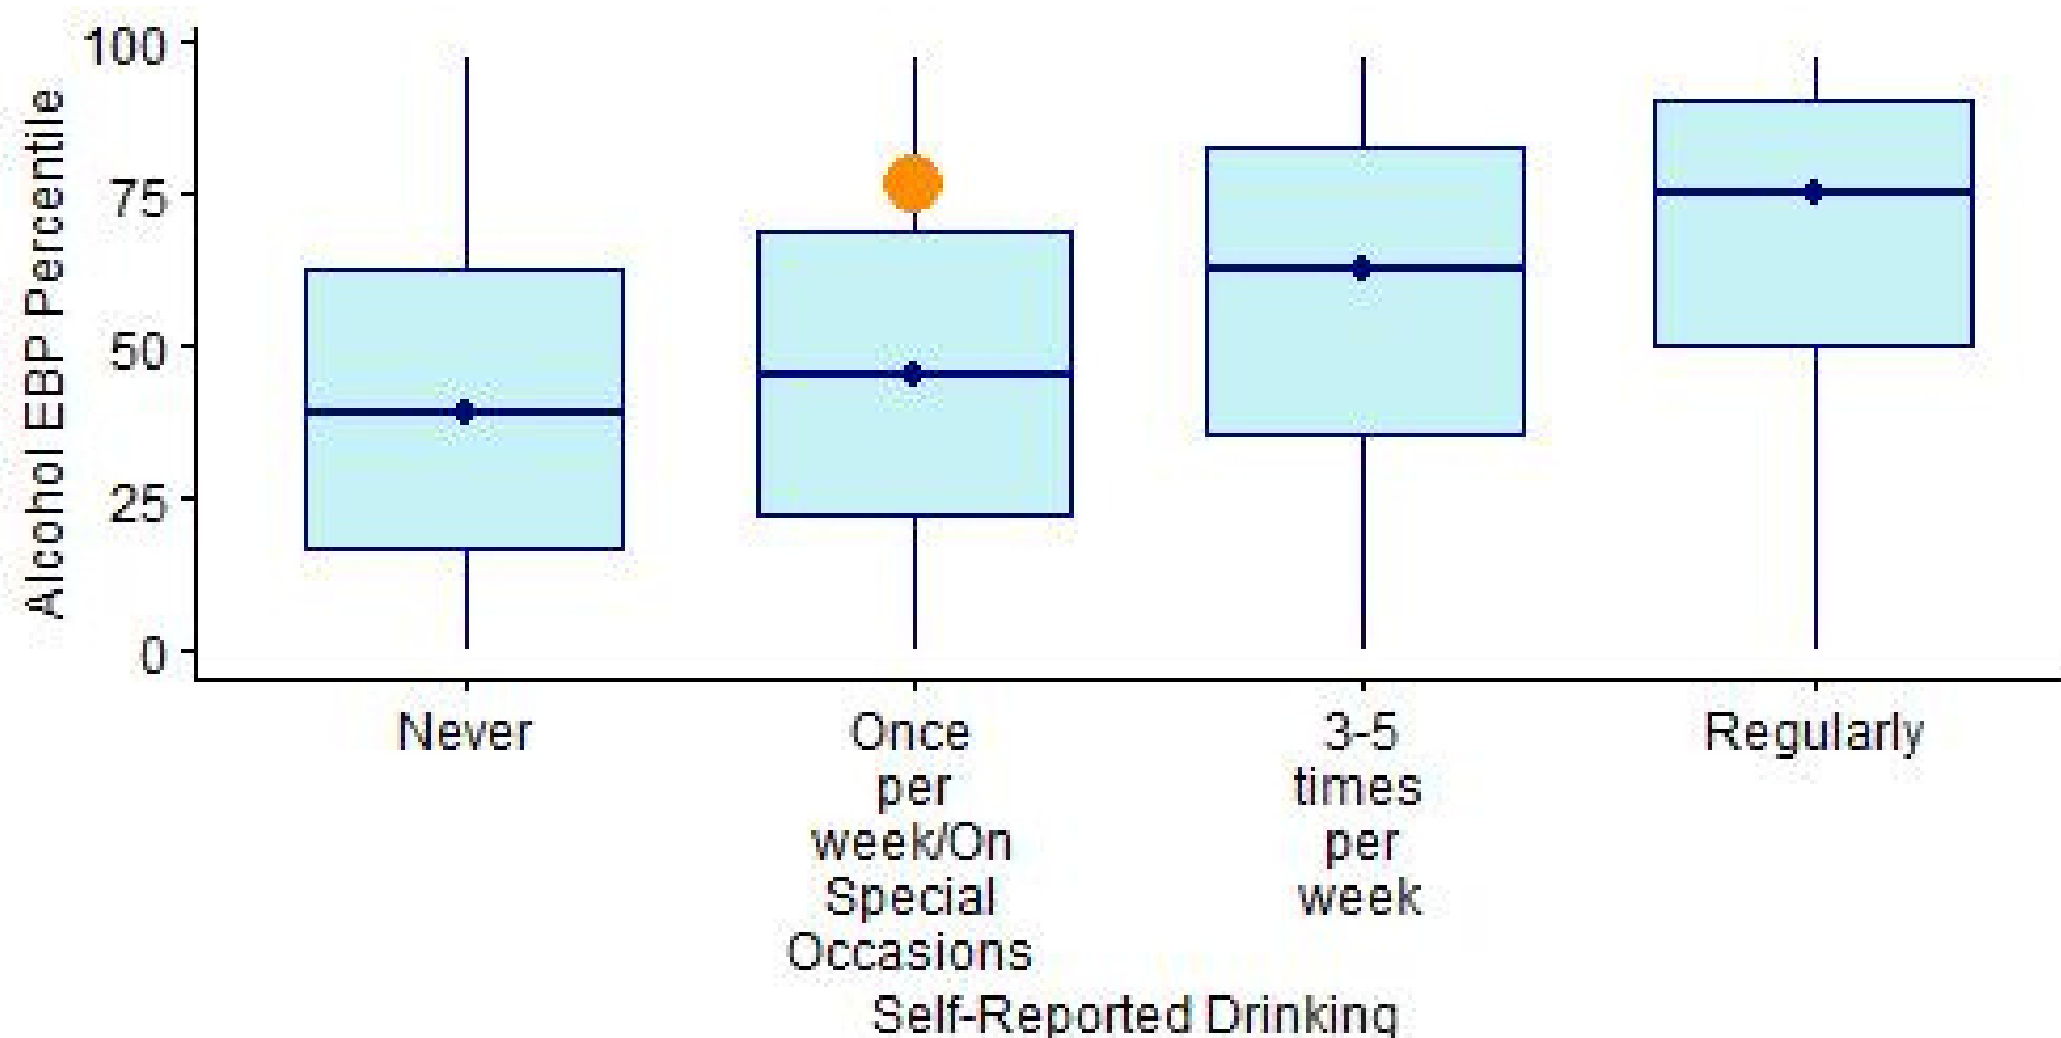 Alcohol EBP Percentile
100
75
50
25
0
Never
Once
per
week/On
Special
Occasions
3-5
times
per
week
Regularly
Self-Reported Drinking